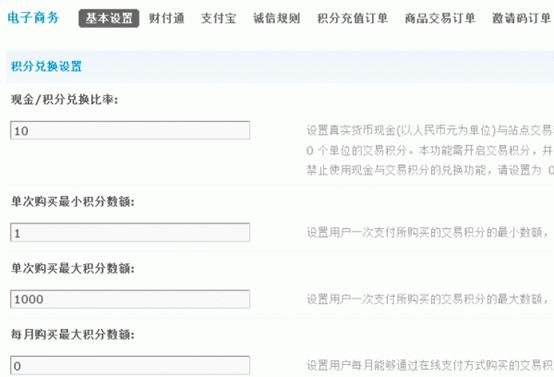 电子商务 基本设置 财付通 支付宝 诚信规则 积分充值订单 商品交易订单 邀请码订单
积分兑换设置
现金/积分兑换比率:
10 设置真实货币现金(以人民币元为单位)与站点交易
0 个单位的交易积分。本功能需开启交易积分，并
禁止使用现金与交易积分的兑换功能，请设置为 0
单次购买最小积分数额:
1 设置用户一次支付所购买的交易积分的最小数额，
单次购买最大积分数额:
1000 设置用户一次支付所购买的交易积分的最大数额，
每月购买最大积分数额:
0 设置用户每月能够通过在线支付方式购买的交易积